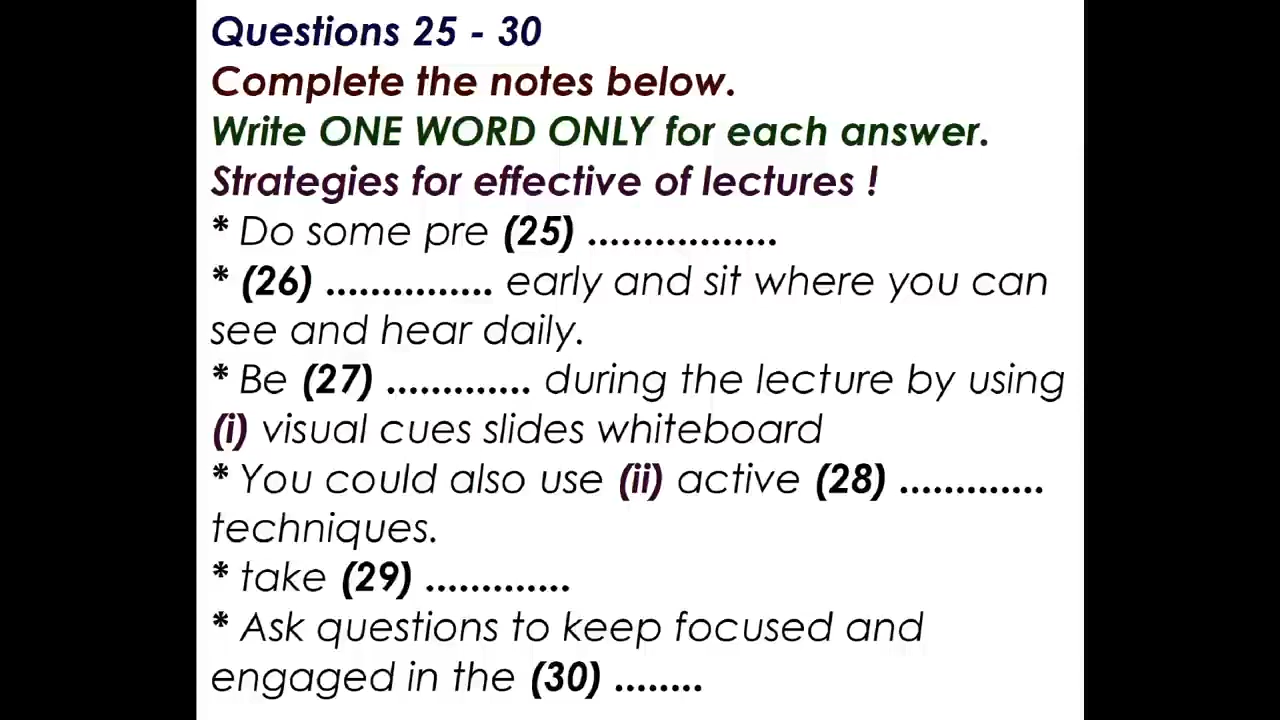 Questions 25 - 30
Complete the notes below.
Write ONE WORD ONLY for each answer.
Strategies for effective of lectures !
* Do some pre (25) .................
* (26) ............... early and sit where you can
see and hear daily.
* Be (27) ............. during the lecture by using
(i) visual cues slides whiteboard
* You could also use (ii) active (28) .............
techniques.
* take (29) .............
* Ask questions to keep focused and
engaged in the (30) ........